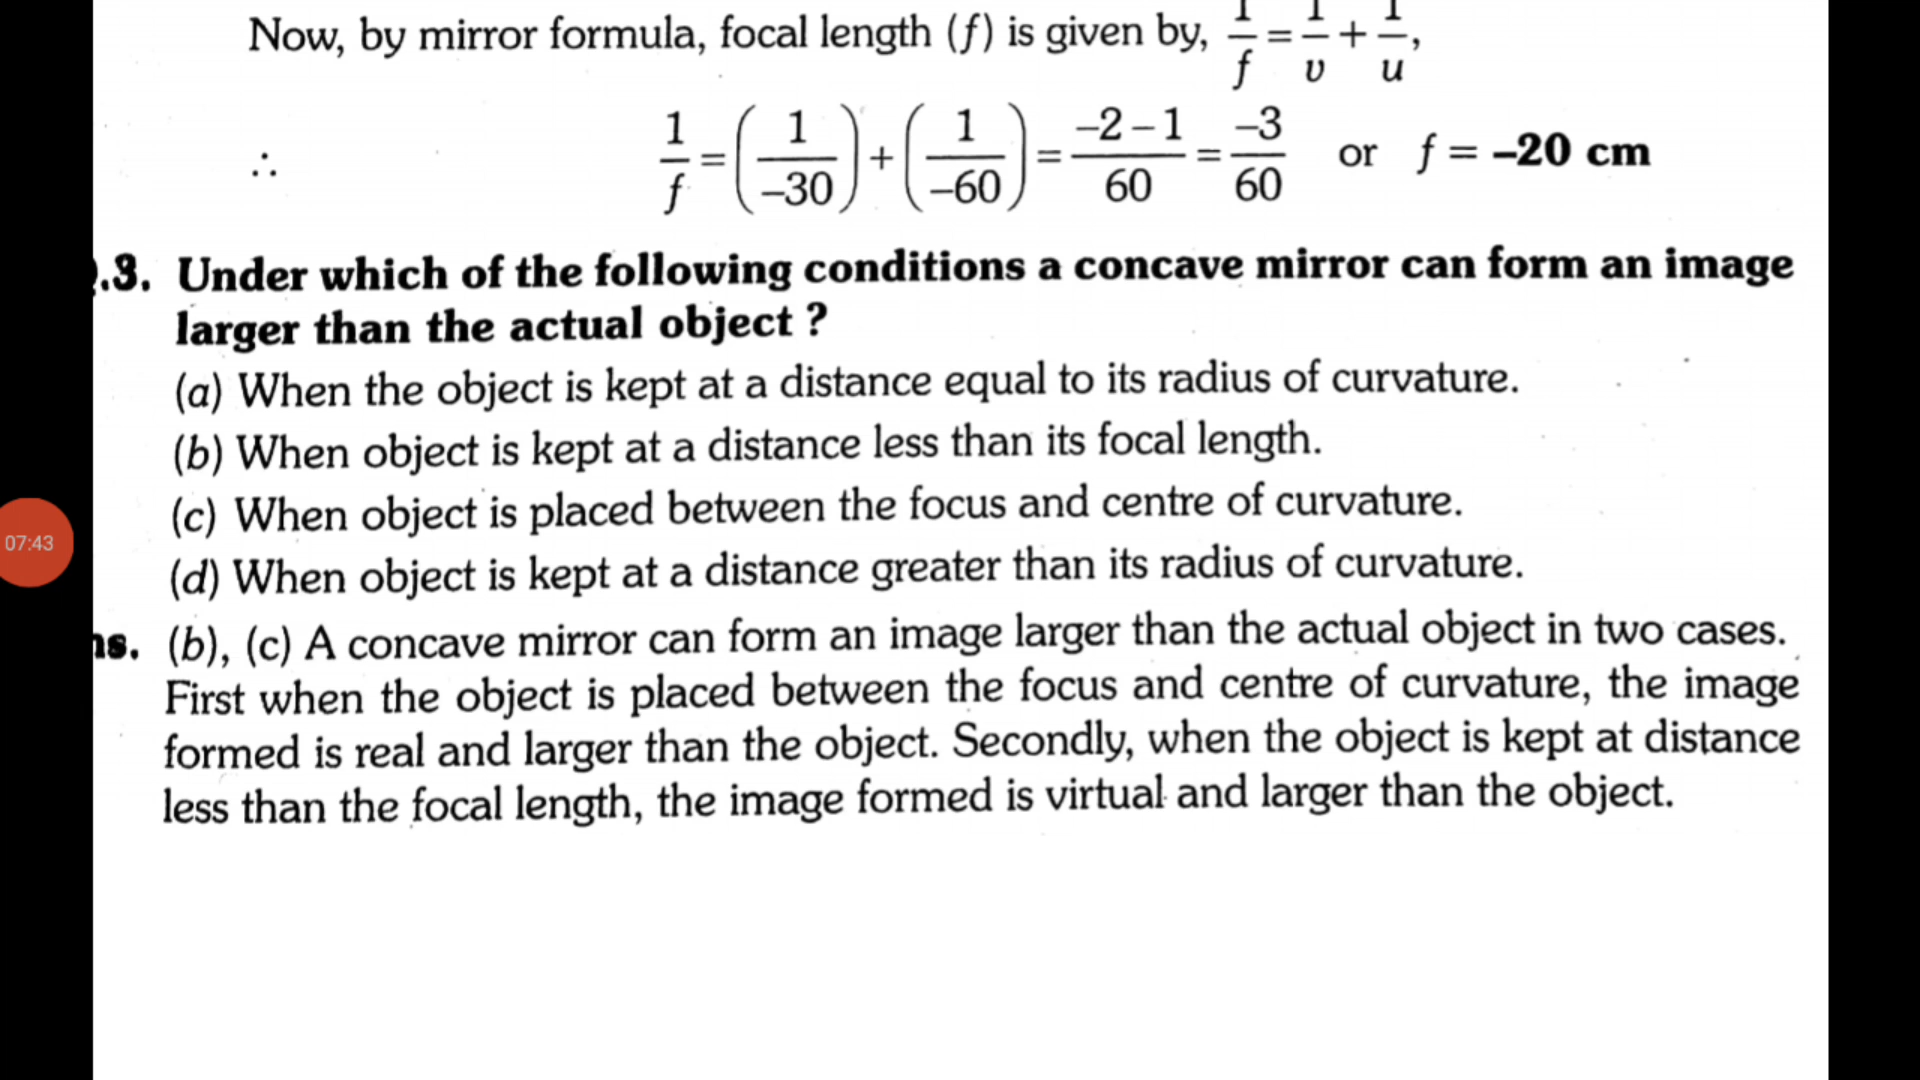 Now, by mirror formula, focal length (f) is given by, 1/f = 1/v + 1/u,
∴ 1/f = (1/–30) + (1/–60) = –2 – 1/60 = –3/60 or f = –20 cm
.3. Under which of the following conditions a concave mirror can form an image
larger than the actual object ?
(a) When the object is kept at a distance equal to its radius of curvature.
(b) When object is kept at a distance less than its focal length.
(c) When object is placed between the focus and centre of curvature.
(d) When object is kept at a distance greater than its radius of curvature.
07:43
ns. (b), (c) A concave mirror can form an image larger than the actual object in two cases.
First when the object is placed between the focus and centre of curvature, the image
formed is real and larger than the object. Secondly, when the object is kept at distance
less than the focal length, the image formed is virtual and larger than the object.